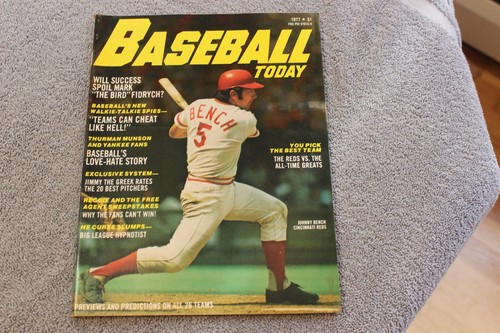 1977 • $1
BASEBALL
TODAY
WILL SUCCESS
SPOIL MARK
"THE BIRD" FIDRYCH?
BASEBALL'S NEW
WALKIE-TALKIE SPIES—
"TEAMS CAN CHEAT
LIKE HELL!"
THURMAN MUNSON
AND YANKEE FANS
BASEBALL'S
LOVE-HATE STORY
EXCLUSIVE SYSTEM—
JIMMY THE GREEK RATES
THE 20 BEST PITCHERS
REGGIE AND THE FREE
AGENT SWEEPSTAKES
WHY THE FANS CAN'T WIN!
HE CURES SLUMPS—
BIG LEAGUE HYPNOTIST
BENCH
5
YOU PICK
THE BEST TEAM
THE REDS VS. THE
ALL-TIME GREATS
JOHNNY BENCH
CINCINNATI REDS
PREVIEWS AND PREDICTIONS ON ALL 26 TEAMS